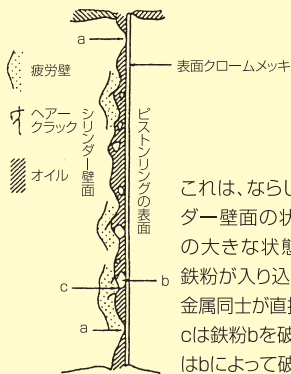 a
表面クロームメッキ
疲労壁
ヘアー
クラック
オイル
シリンダー壁面
ピストンリングの表面
c
b
a
これは、ならし
ダー壁面の状
の大きな状態
鉄粉が入り込
金属同士が直接
cは鉄粉bを破
はbによって破